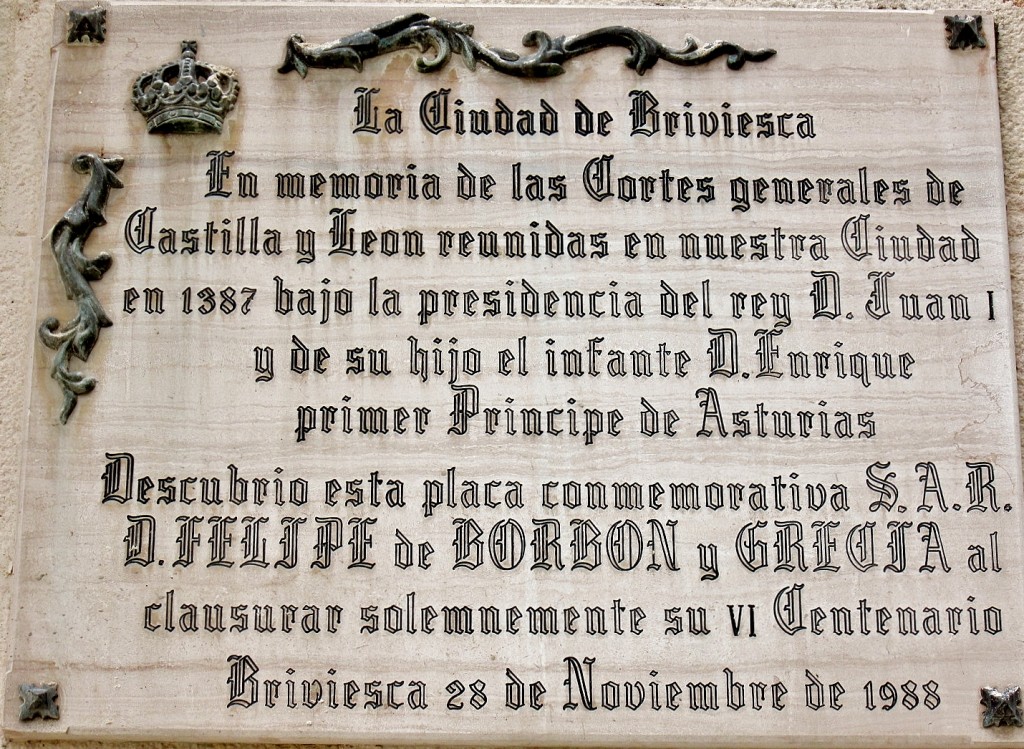 La Ciudad de Briviesca
En memoria de las Cortes generales de
Castilla y Leon reunidas en nuestra Ciudad
en 1387 bajo la presidencia del rey D. Juan I
y de su hijo el infante D. Enrique
primer Principe de Asturias
Descubrio esta placa conmemorativa S.A.R.
D. FELIPE de BORBON y GRECIA al
clausurar solemnemente su VI Centenario
Briviesca 28 de Noviembre de 1988